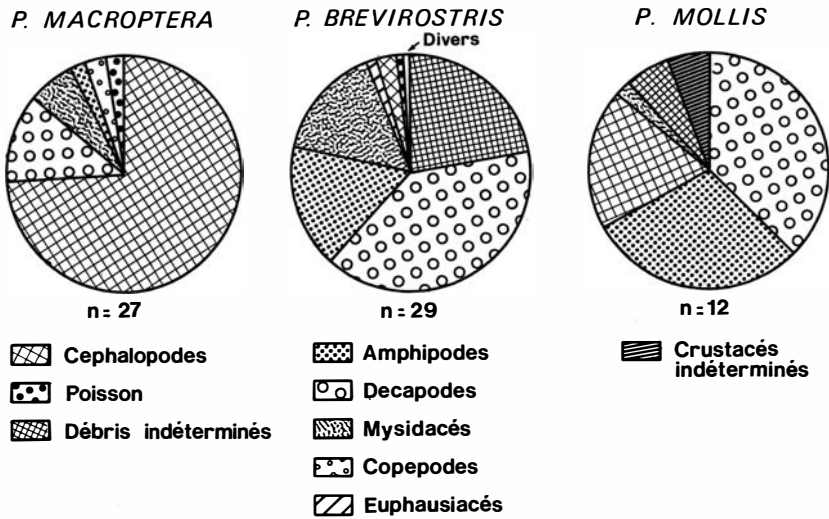 P. MACROPTERA
P. BREVIROSTRIS
P. MOLLIS
Divers
n = 27
n = 29
n = 12
Cephalopodes
Poisson
Débris indéterminés
Amphipodes
Decapodes
Mysidacés
Copepodes
Euphausiacés
Crustacés
indéterminés